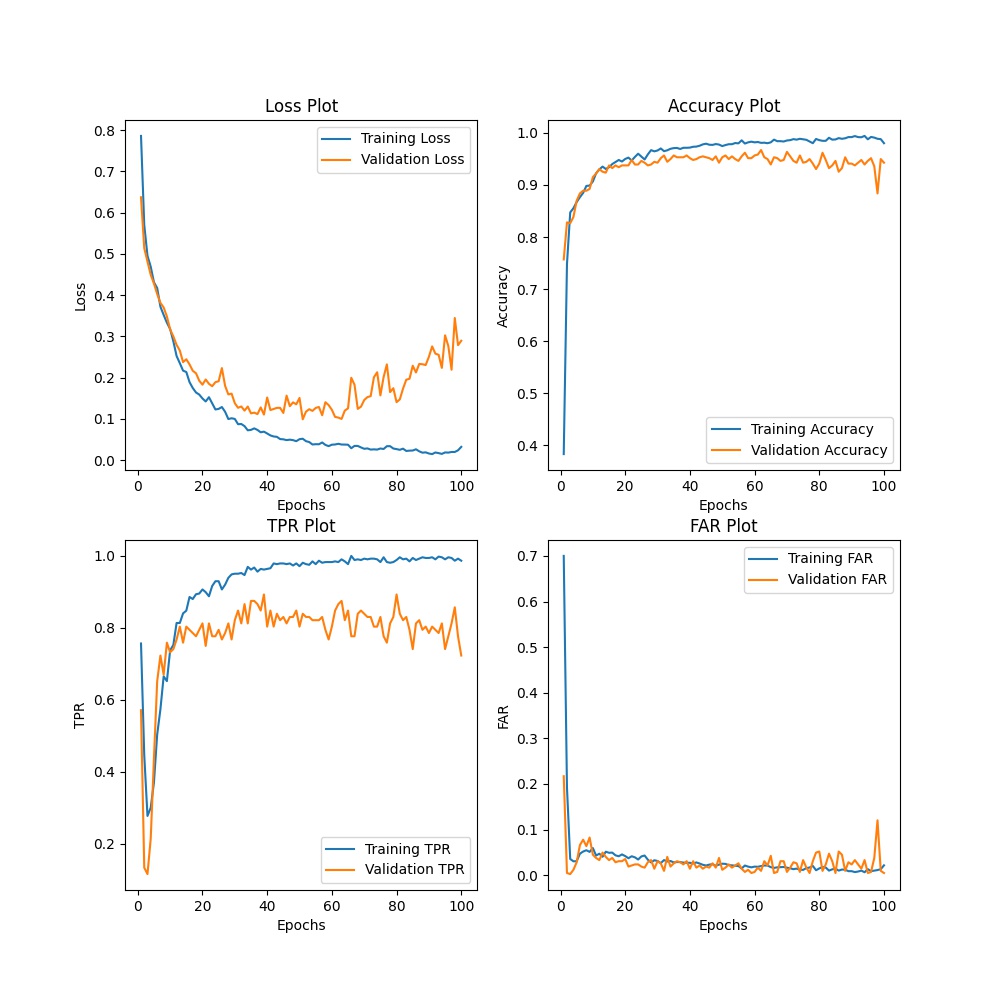 Loss Plot
Training Loss
Validation Loss
0.8
0.7
0.6
0.5
0.4
0.3
0.2
0.1
0.0
Loss
0 20 40 60 80 100
Epochs
Accuracy Plot
Training Accuracy
Validation Accuracy
1.0
0.9
0.8
0.7
0.6
0.5
0.4
Accuracy
0 20 40 60 80 100
Epochs
TPR Plot
Training TPR
Validation TPR
1.0
0.8
0.6
0.4
0.2
TPR
0 20 40 60 80 100
Epochs
FAR Plot
Training FAR
Validation FAR
0.7
0.6
0.5
0.4
0.3
0.2
0.1
0.0
FAR
0 20 40 60 80 100
Epochs